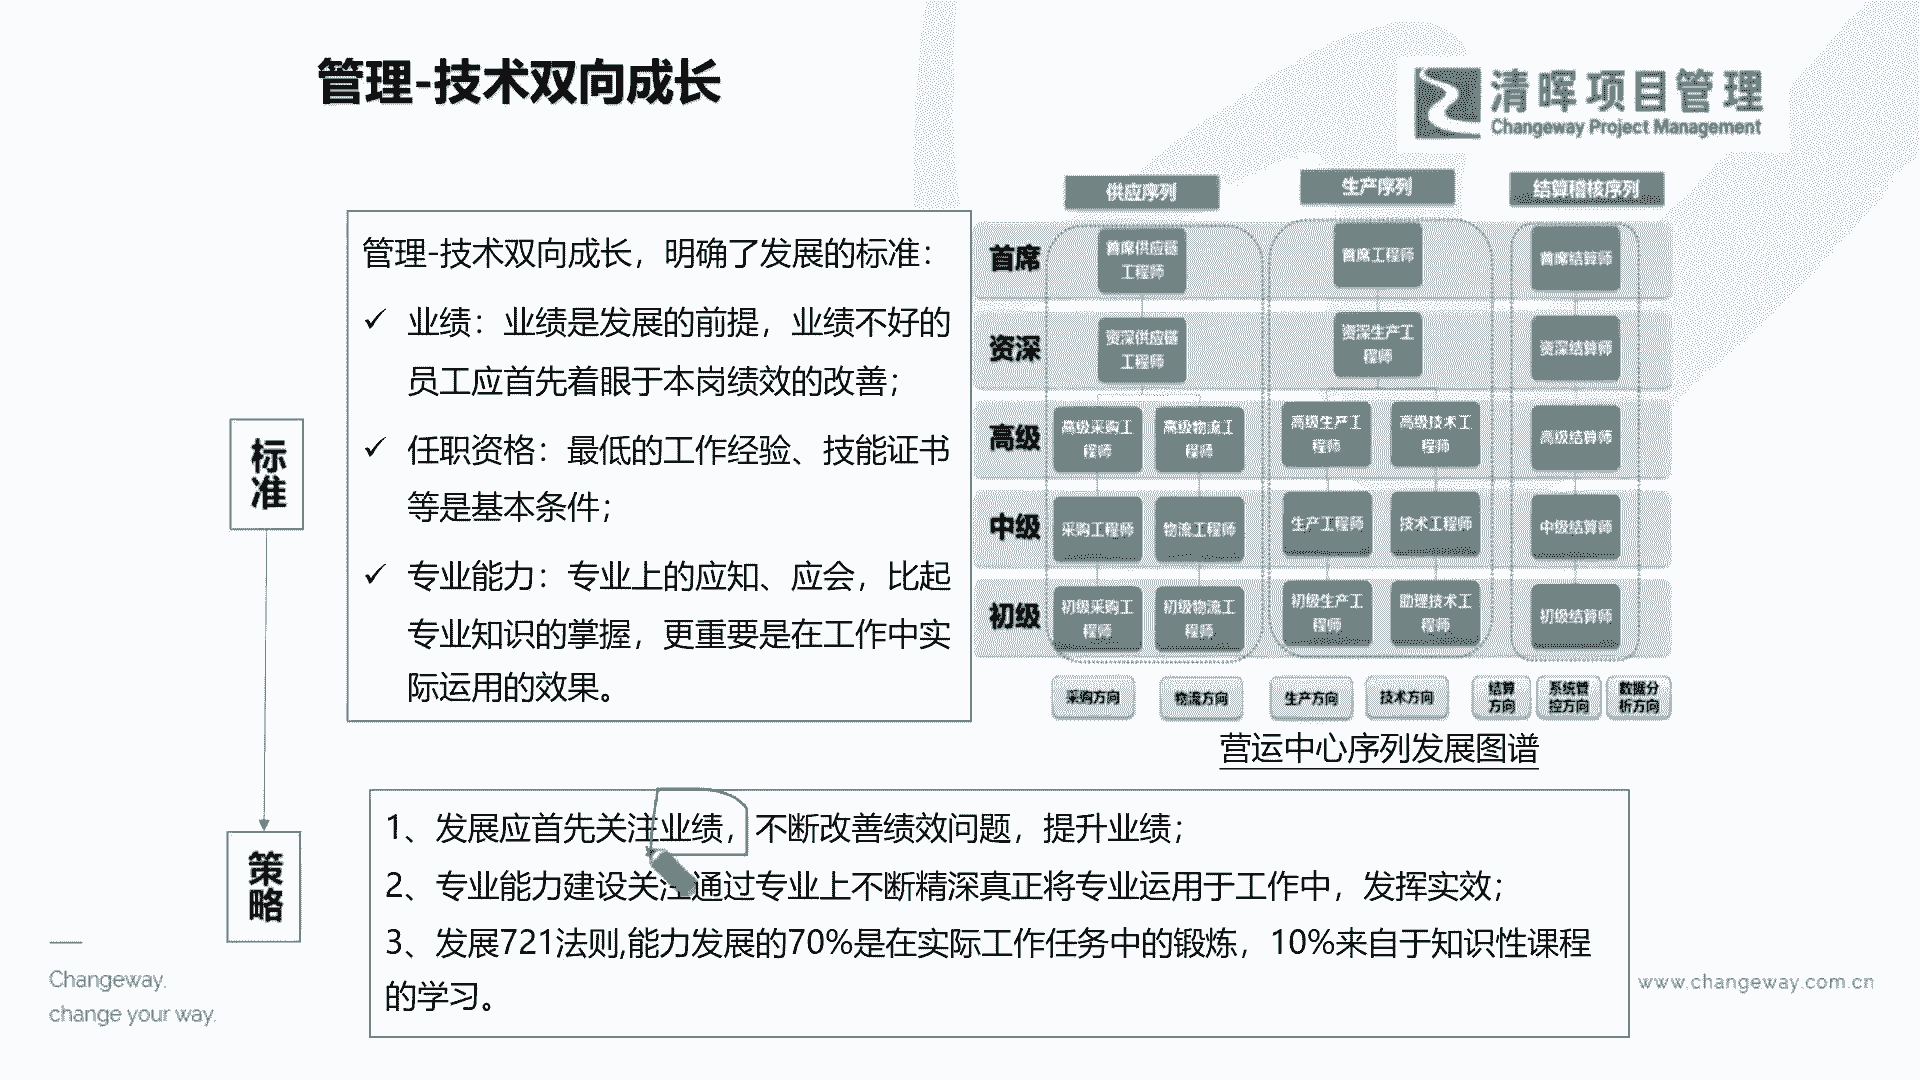 管理-技术双向成长
清晖项目管理
Changeway Project Management
管理-技术双向成长，明确了发展的标准：
✓ 业绩：业绩是发展的前提，业绩不好的
员工应首先着眼于本岗绩效的改善；
✓ 任职资格：最低的工作经验、技能证书
等是基本条件；
✓ 专业能力：专业上的应知、应会，比起
专业知识的掌握，更重要是在工作中实
际运用的效果。
标
准
策
略
供应序列 生产序列 结算稽核序列
首席
首席供应链
工程师
首席工程师
首席结算师
资深
资深供应链
工程师
资深生产工
程师
资深结算师
高级
高级采购工
程师
高级物流工
程师
高级生产工
程师
高级技术工
程师
高级结算师
中级
采购工程师
物流工程师
生产工程师
技术工程师
中级结算师
初级
初级采购工
程师
初级物流工
程师
初级生产工
程师
助理技术工
程师
初级结算师
采购方向
物流方向
生产方向
技术方向
结算
方向
系统管
控方向
数据分
析方向
营运中心序列发展图谱
1、发展应首先关注业绩，不断改善绩效问题，提升业绩；
2、专业能力建设关注通过专业上不断精深真正将专业运用于工作中，发挥实效；
3、发展721法则,能力发展的70%是在实际工作任务中的锻炼，10%来自于知识性课程
的学习。
Changeway.
change your way.
www.changeway.com.cn